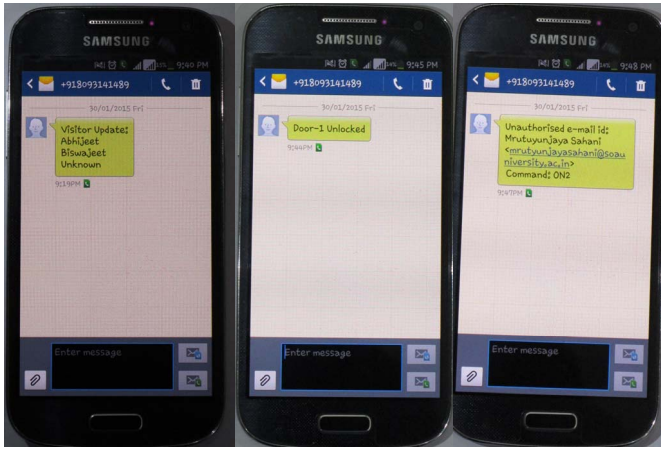 SAMSUNG
9:40 PM
+918093141489
30/01/2015 Fri
Visitor Update:
Abhijeet
Biswajeet
Unknown
9:19PM
Enter message
SAMSUNG
9:45 PM
+918093141489
30/01/2015 Fri
Door-1 Unlocked
9:44PM
Enter message
SAMSUNG
9:48 PM
+918093141489
30/01/2015 Fri
Unauthorised e-mail id:
Mrutyunjaya Sahani
<mrutyunjayasahani@soau
niversity.ac.in>
Command: ON2
9:47PM
Enter message